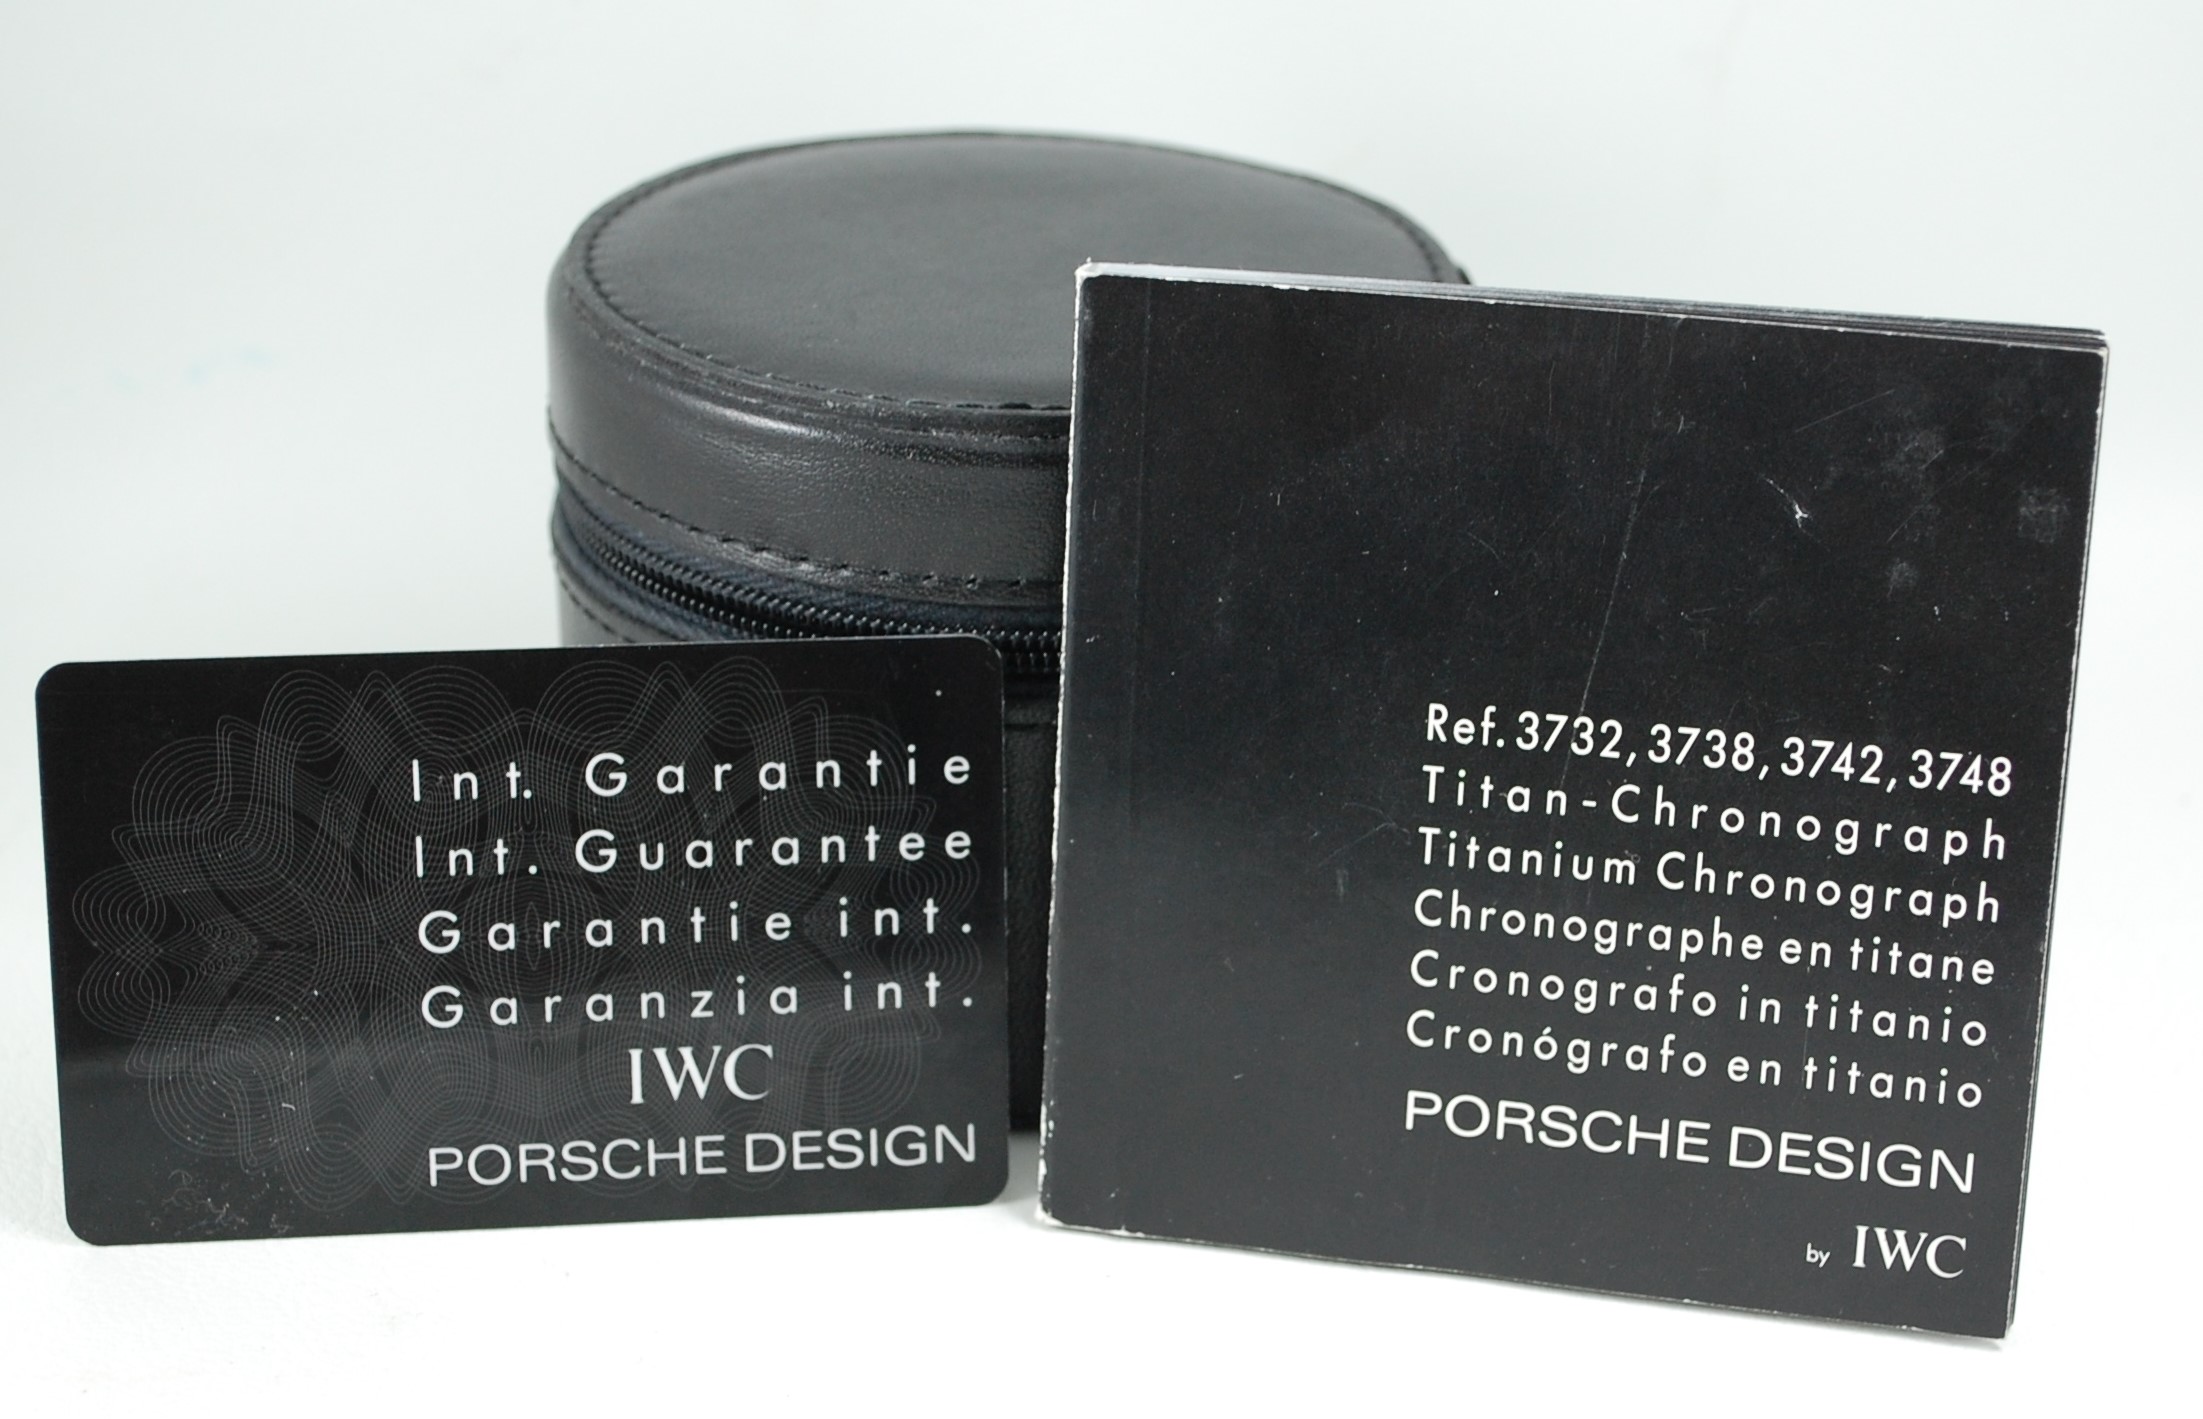 Int. Garantie
Int. Guarantee
Garantie int.
Garanzia int.
IWC
PORSCHE DESIGN
Ref. 3732, 3738, 3742, 3748
Titan-Chronograph
Titanium Chronograph
Chronographe en titane
Cronografo in titanio
Cronógrafo en titanio
PORSCHE DESIGN
by IWC